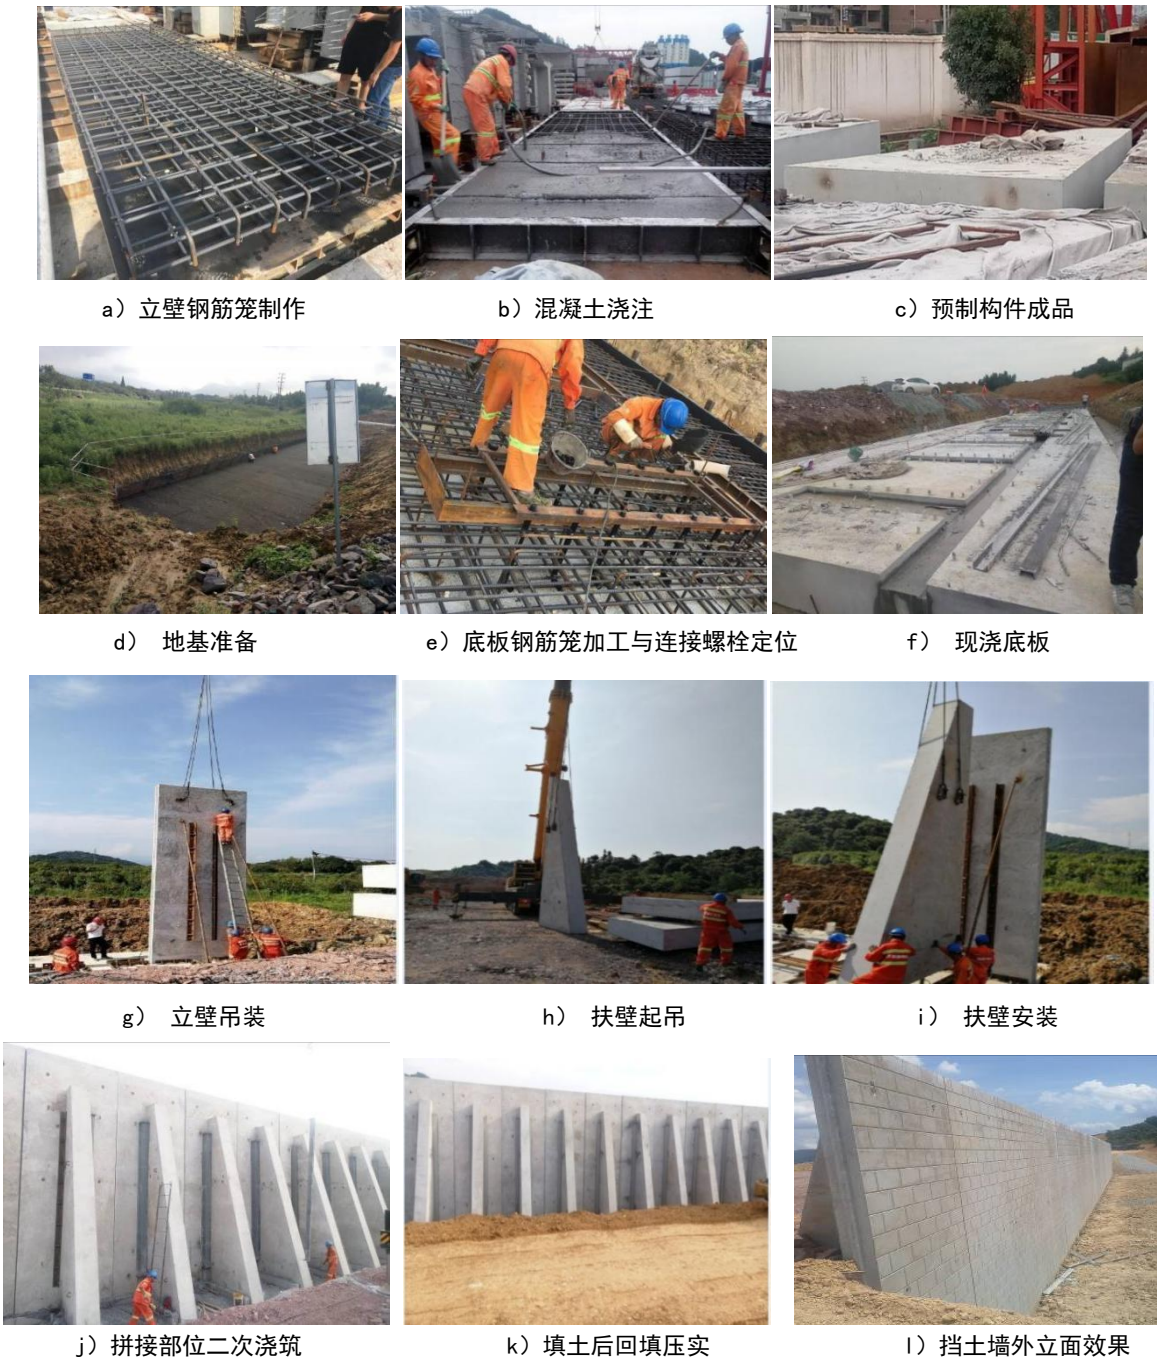 a）立壁钢筋笼制作
b）混凝土浇注
c）预制构件成品
d） 地基准备
e）底板钢筋笼加工与连接螺栓定位
f） 现浇底板
g） 立壁吊装
h） 扶壁起吊
i） 扶壁安装
j）拼接部位二次浇筑
k）填土后回填压实
l）挡土墙外立面效果